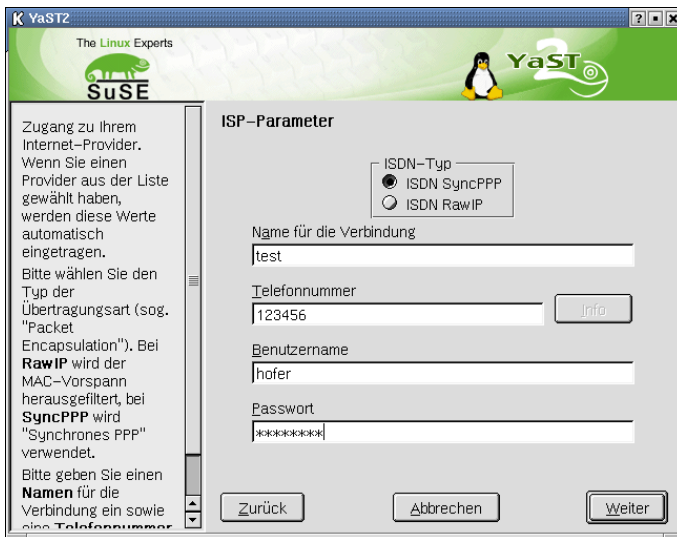 YaST2
The Linux Experts
SuSE
YaST
2
Zugang zu Ihrem
Internet-Provider.
Wenn Sie einen
Provider aus der Liste
gewählt haben,
werden diese Werte
automatisch
eingetragen.
Bitte wählen Sie den
Typ der
Übertragungsart (sog.
"Packet
Encapsulation"). Bei
RawIP wird der
MAC-Vorspann
herausgefiltert, bei
SyncPPP wird
"Synchrones PPP"
verwendet.
Bitte geben Sie einen
Namen für die
Verbindung ein sowie
eine Telefonnummer
ISP-Parameter
ISDN-Typ
ISDN SyncPPP
ISDN RawIP
Name für die Verbindung
test
Telefonnummer
123456
Info
Benutzername
hofer
Passwort
********
Zurück
Abbrechen
Weiter